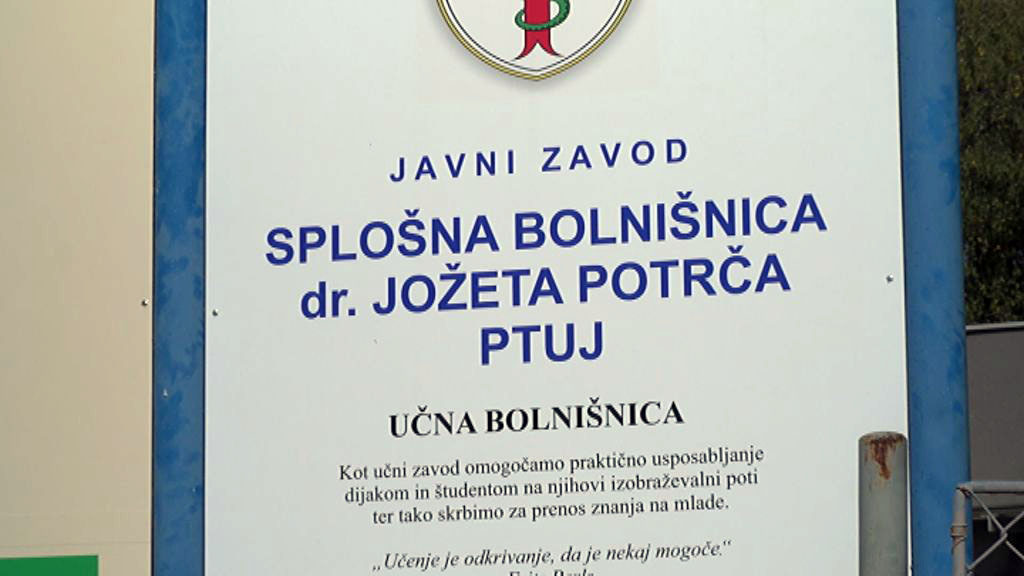 JAVNI ZAVOD
SPLOŠNA BOLNIŠNICA
dr. JOŽETA POTRČA
PTUJ
UČNA BOLNIŠNICA
Kot učni zavod omogočamo praktično usposabljanje
dijakom in študentom na njihovi izobraževalni poti
ter tako skrbimo za prenos znanja na mlade.
„Učenje je odkrivanje, da je nekaj mogoče.“